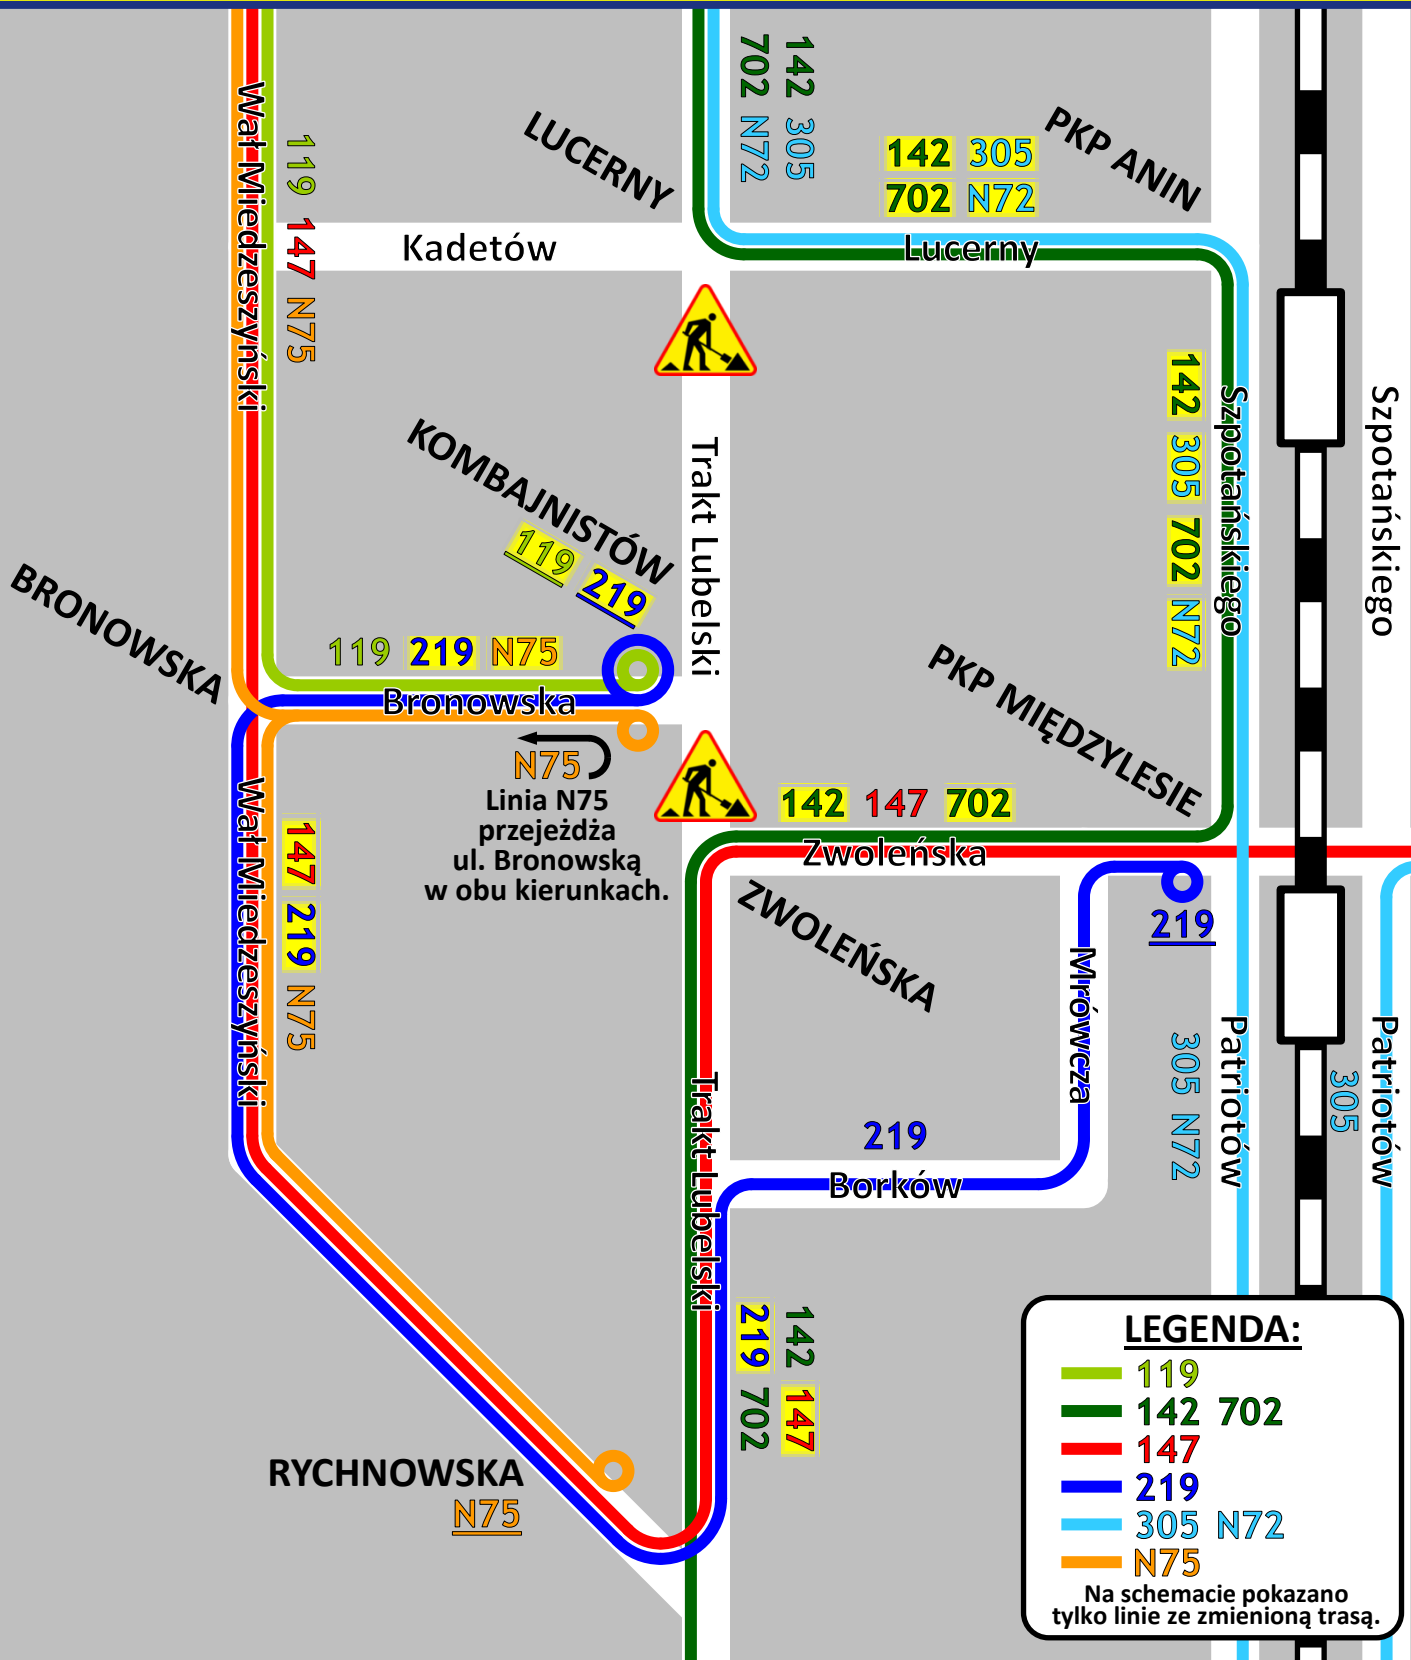 Wał Miedzeszyński
119 147 N75
LUCERNY
142 305
702 N72
142 305
702 N72
PKP ANIN
Kadetów
Lucerny
142 305 702 N72
Szpotańskiego
Szpotańskiego
Trakt Lubelski
KOMBAJNISTÓW
119 219
BRONOWSKA
119 219 N75
Bronowska
N75
Linia N75
przejeżdża
ul. Bronowską
w obu kierunkach.
PKP MIĘDZYLESIE
142 147 702
Zwoleńska
ZWOLEŃSKA
219
Wał Miedzeszyński
147 219 N75
Mrówcza
305 N72
Patriotów
305
Patriotów
219
Borków
Trakt Lubelski
142 147
219 702
RYCHNOWSKA
N75
LEGENDA:
119
142 702
147
219
305 N72
N75
Na schemacie pokazano
tylko linie ze zmienioną trasą.